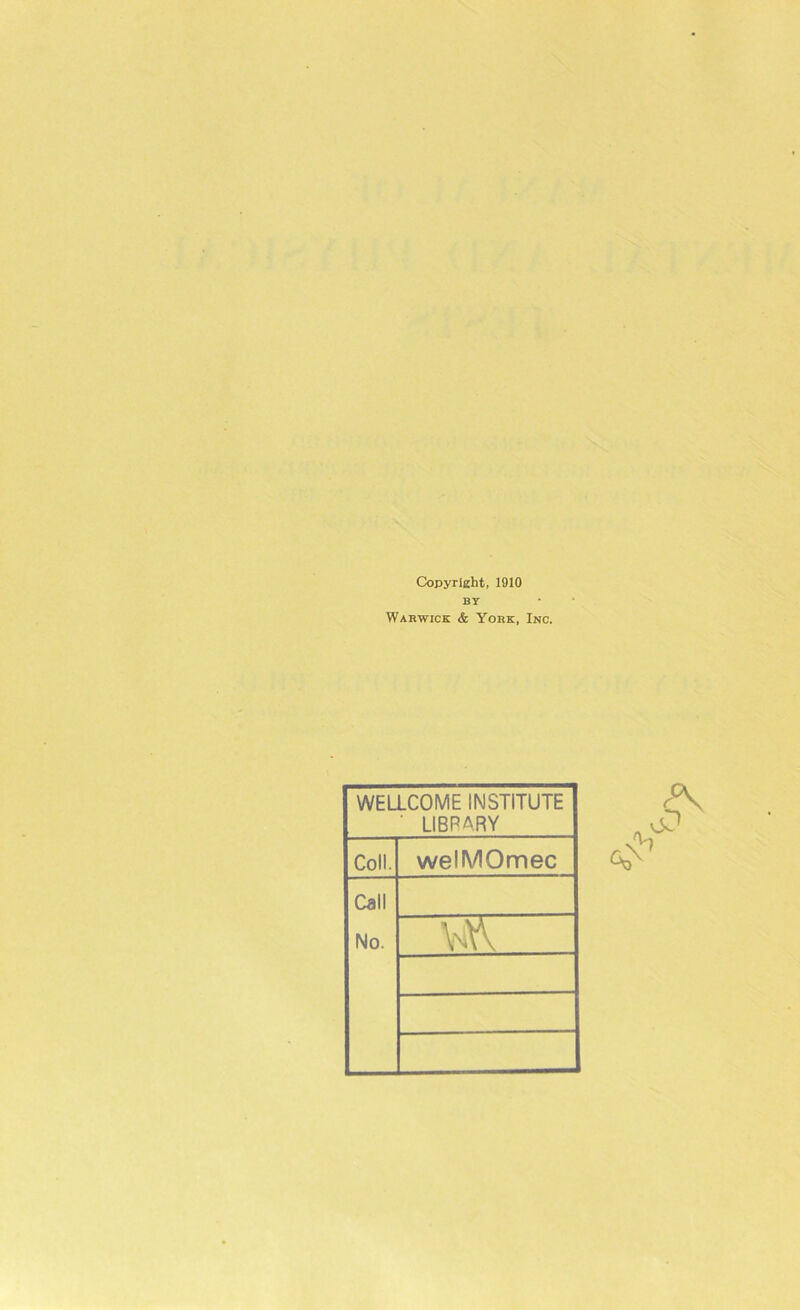 Copyright, 1910
BY
Warwick & York, Inc.
WELLCOME INSTITUTE
LIBRARY
Coll. welMOmec
Call
No. WM